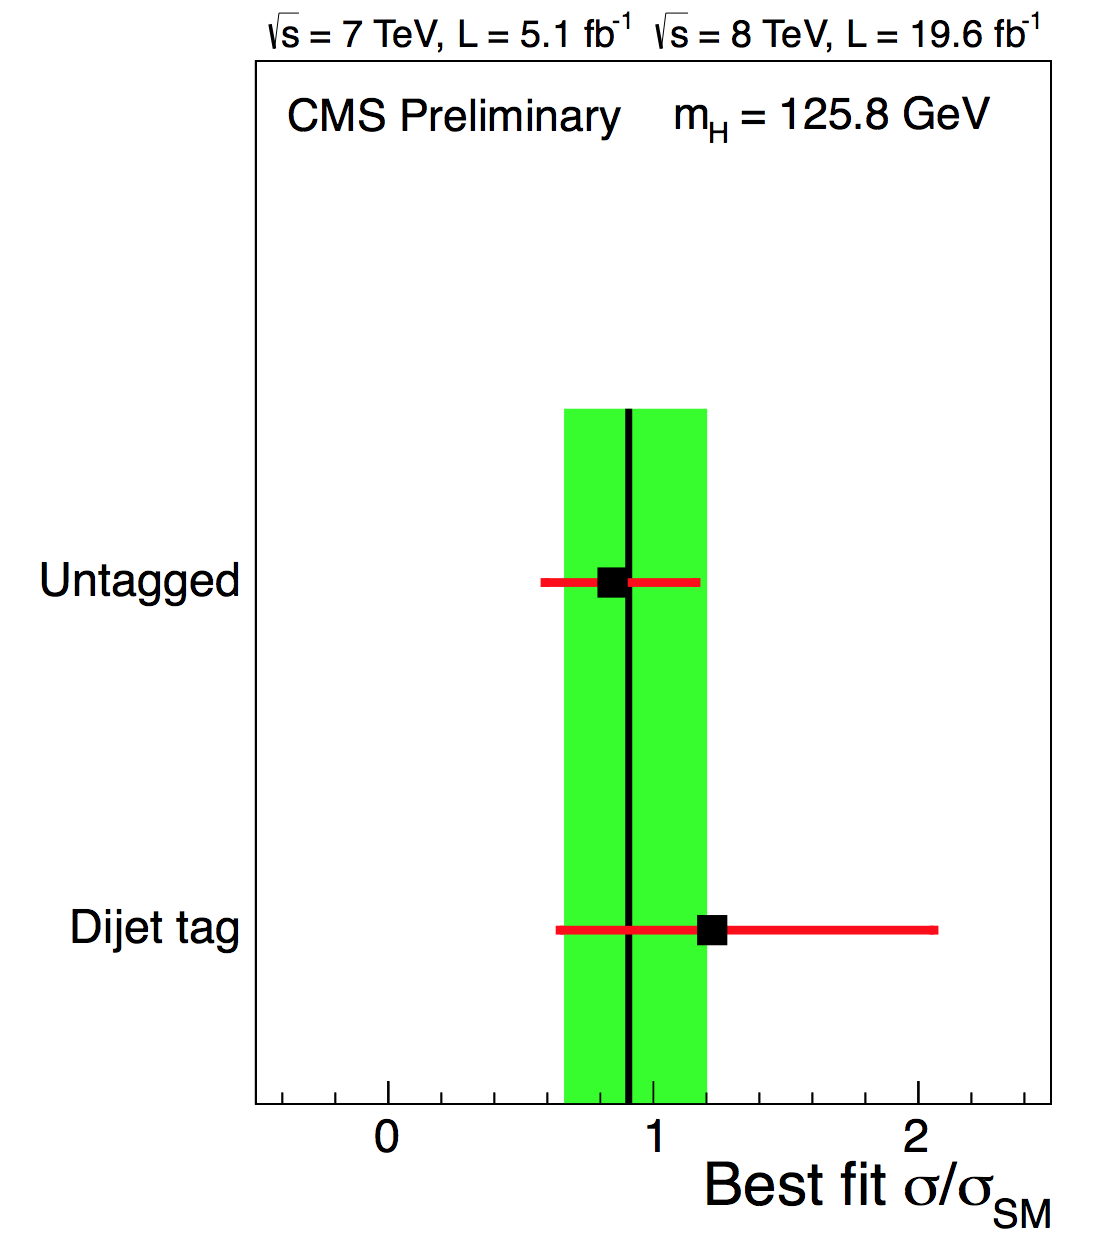 √s = 7 TeV, L = 5.1 fb⁻¹ √s = 8 TeV, L = 19.6 fb⁻¹
CMS Preliminary m_H = 125.8 GeV
Untagged
Dijet tag
0 1 2
Best fit σ/σ_SM